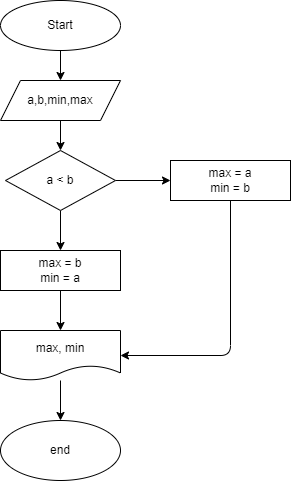 Start
a,b,min,max
a < b
max = a
min = b
max = b
min = a
max, min
end